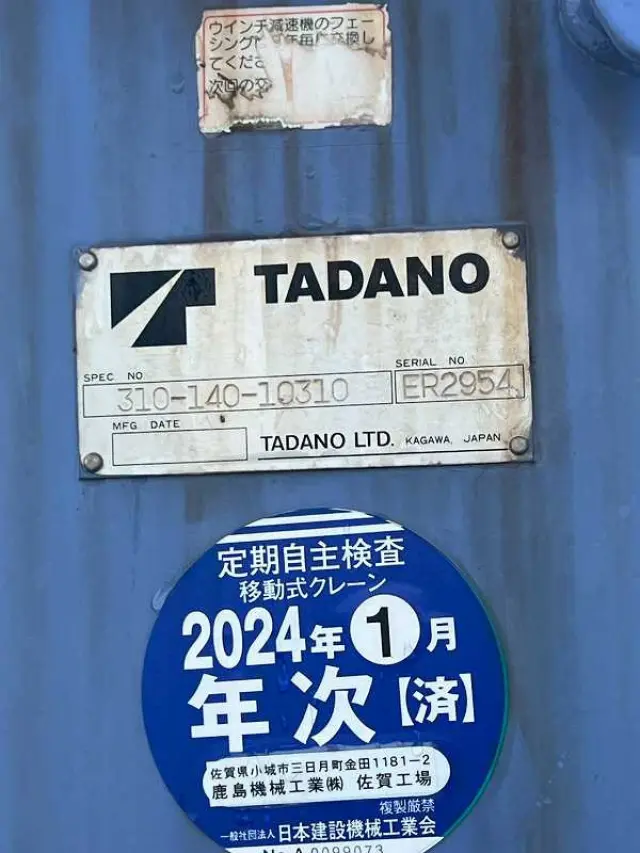 ウインチ減速機のフェー
シング
てくださ
次回の交
TADANO
SPEC NO
310-140-10310
SERIAL NO
ER2954
MFG DATE
TADANO LTD. KAGAWA, JAPAN
定期自主検査
移動式クレーン
2024年1月
年次【済】
佐賀県小城市三日月町金田1181-2
鹿島機械工業㈱ 佐賀工場
複製厳禁
一般社団法人 日本建設機械工業会
No.A 0099073